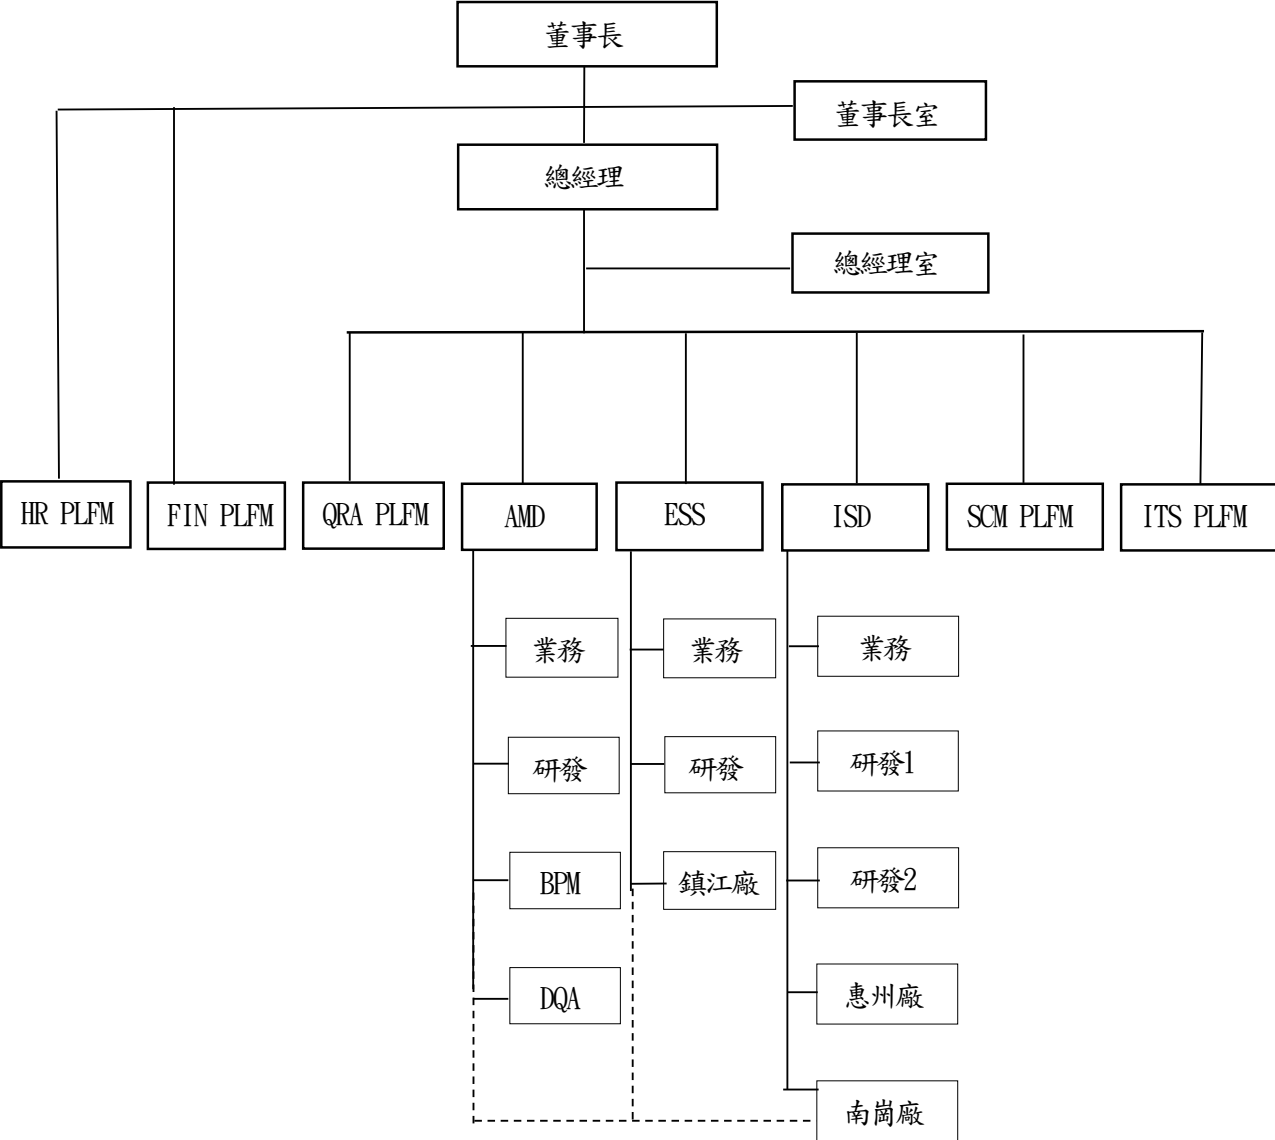 董事長
董事長室
總經理
總經理室
HR PLFM
FIN PLFM
QRA PLFM
AMD
ESS
ISD
SCM PLFM
ITS PLFM
業務
業務
業務
研發
研發
研發1
BPM
鎮江廠
研發2
DQA
惠州廠
南崗廠